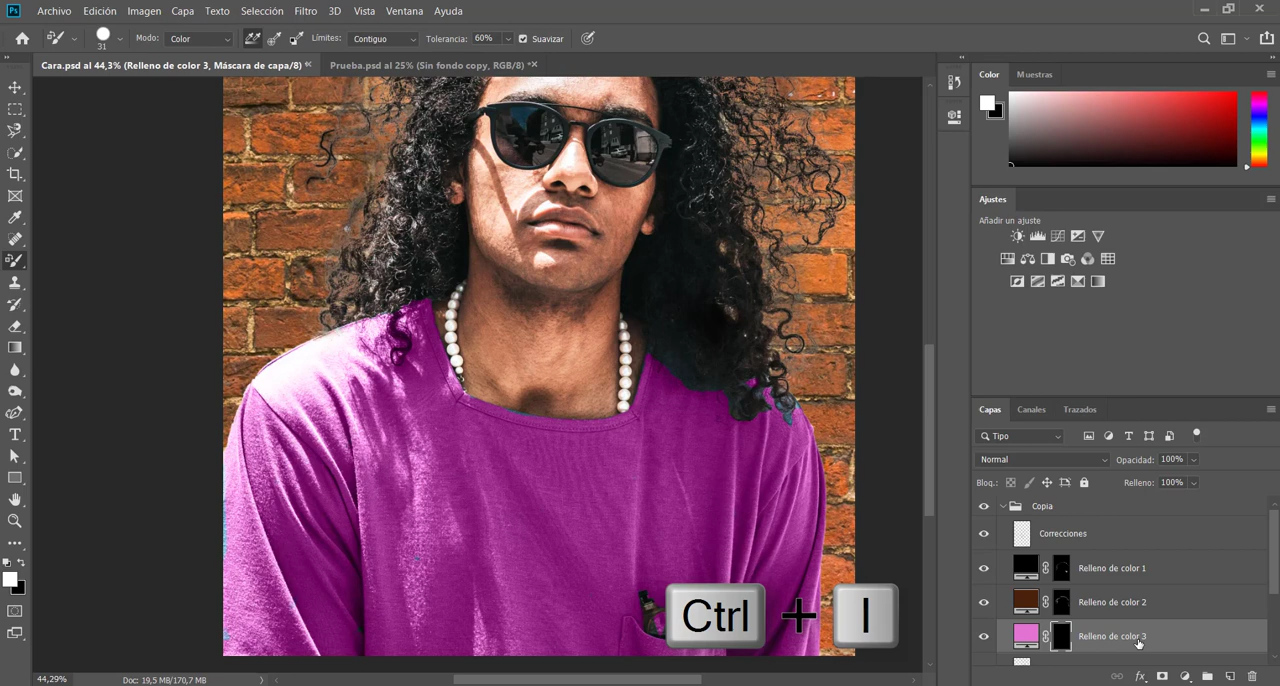 Ps Archivo Edición Imagen Capa Texto Selección Filtro 3D Vista Ventana Ayuda
31 Modo: Color Límites: Contiguo Tolerancia: 60% Suavizar
Cara.psd al 44,3% (Relleno de color 3, Máscara de capa/8) * × Prueba.psd al 25% (Sin fondo copy, RGB/8) * ×
Color Muestras
Ajustes
Añadir un ajuste
Capas Canales Trazados
Tipo
Normal Opacidad: 100%
Bloq.: Relleno: 100%
Copia
Correcciones
Relleno de color 1
Relleno de color 2
Relleno de color 3
Ctrl + I
44,29% Doc: 19,5 MB/170,7 MB